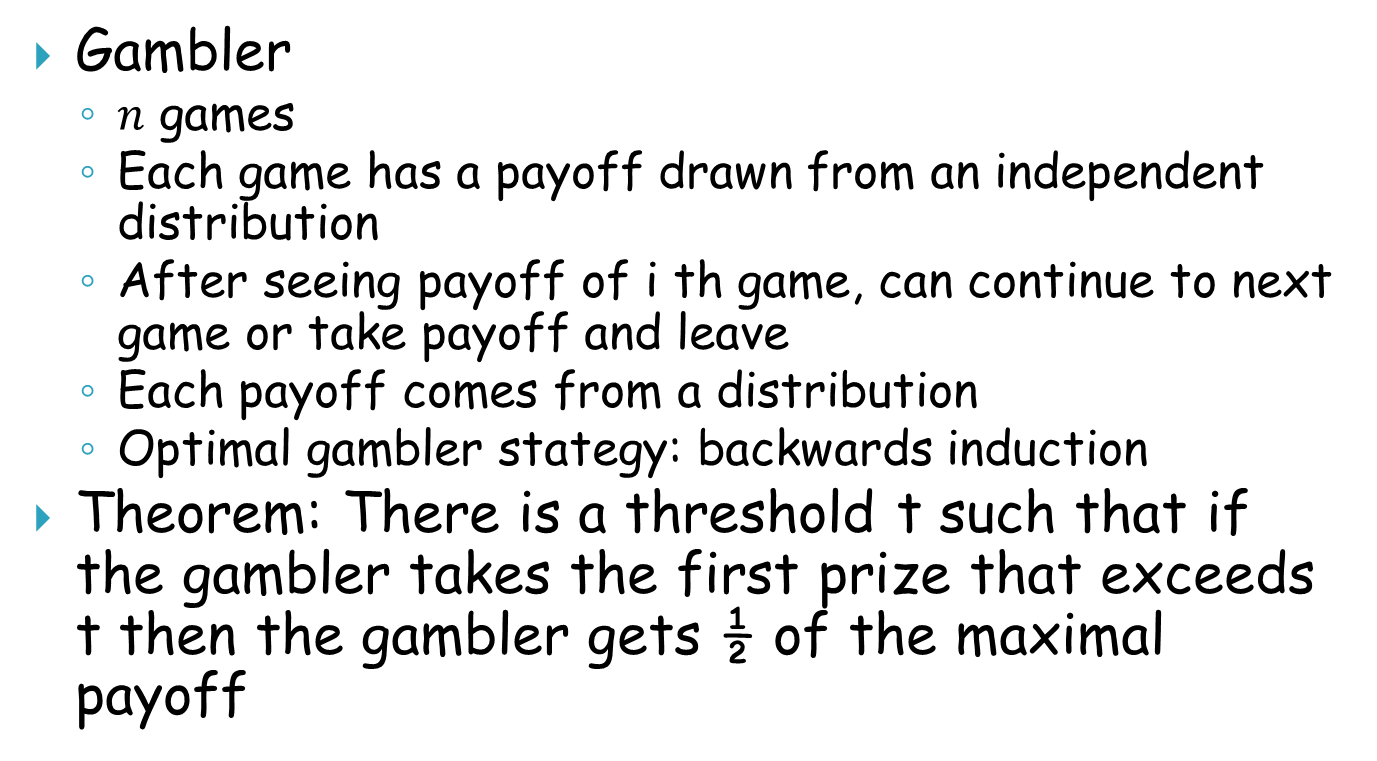 Gambler
n games
Each game has a payoff drawn from an independent
distribution
After seeing payoff of i th game, can continue to next
game or take payoff and leave
Each payoff comes from a distribution
Optimal gambler stategy: backwards induction
Theorem: There is a threshold t such that if
the gambler takes the first prize that exceeds
t then the gambler gets ½ of the maximal
payoff